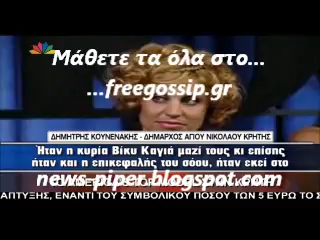 Μάθετε τα όλα στο...
...freegossip.gr
ΔΗΜΗΤΡΗΣ ΚΟΥΝΕΝΑΚΗΣ - ΔΗΜΑΡΧΟΣ ΑΓΙΟΥ ΝΙΚΟΛΑΟΥ ΚΡΗΤΗΣ
Ήταν η κυρία Βίκυ Καγιά μαζί τους κι επίσης
ήταν και η επικεφαλής του σόου, ήταν εκεί στο
news-piper.blogspot.com
ΑΠΤΥΞΗΣ, ΕΝΑΝΤΙ ΤΟΥ ΣΥΜΒΟΛΙΚΟΥ ΠΟΣΟΥ ΤΩΝ 5 ΕΥΡΩ ΤΟ Σ